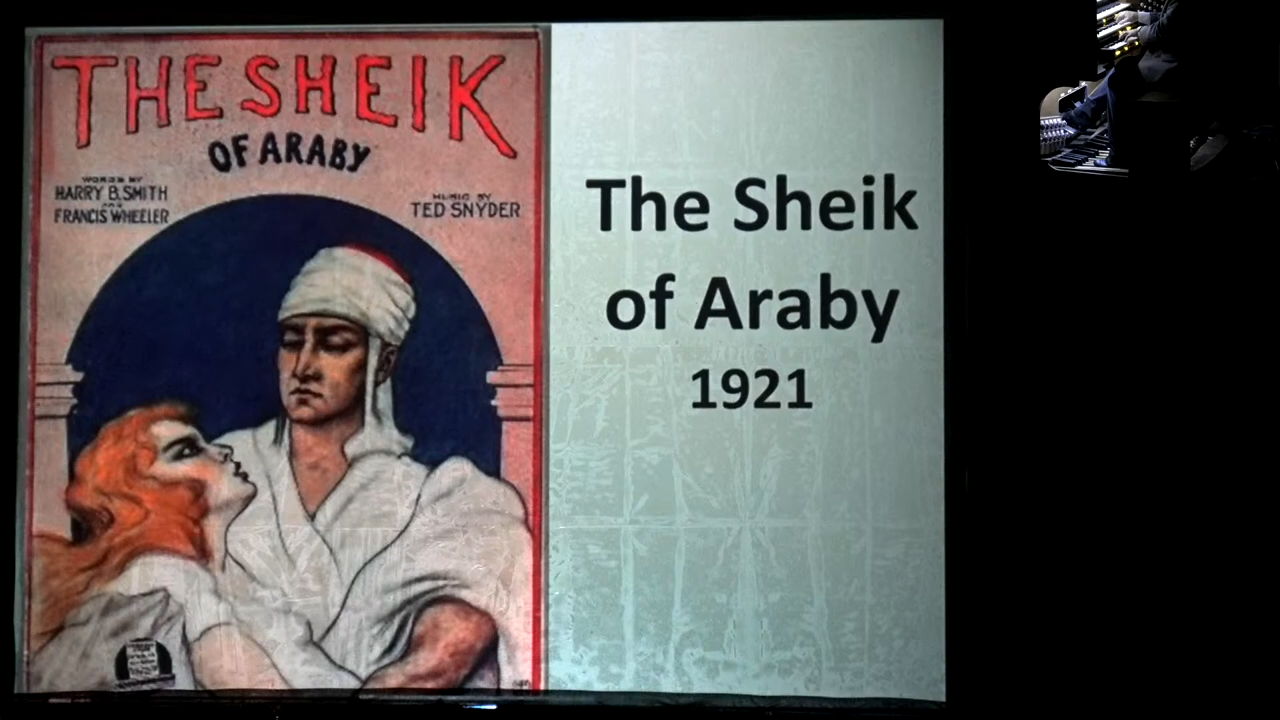 THE SHEIK
OF ARABY
WORDS BY
HARRY B. SMITH
AND
FRANCIS WHEELER
MUSIC BY
TED SNYDER
The Sheik
of Araby
1921